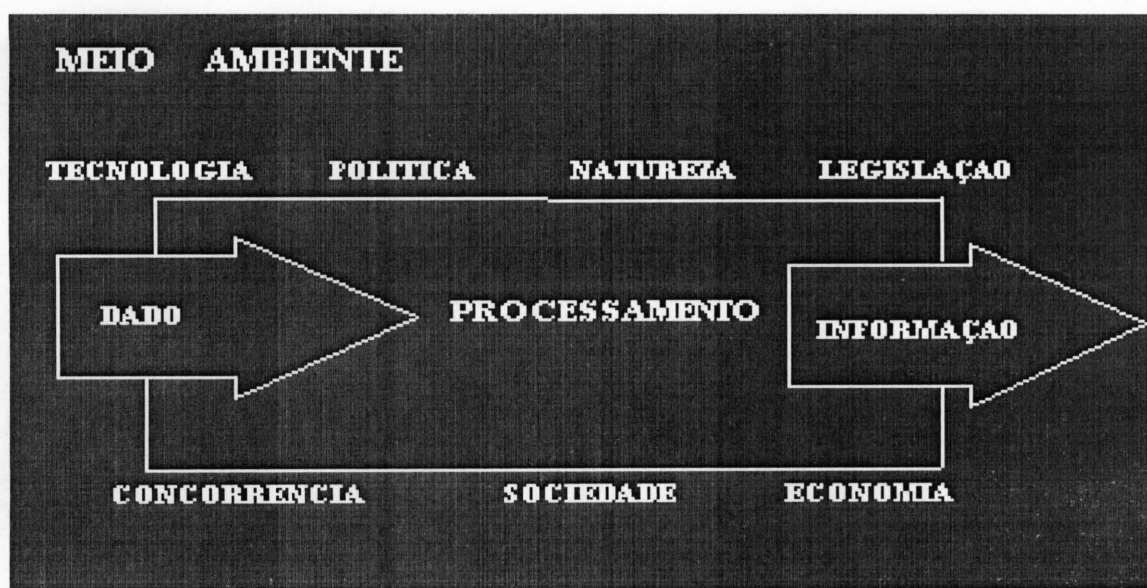 MEIO AMBIENTE
TECNOLOGIA POLITICA NATUREZA LEGISLAÇAO
DADO PROCESSAMENTO INFORMAÇAO
CONCORRENCIA SOCIEDADE ECONOMIA